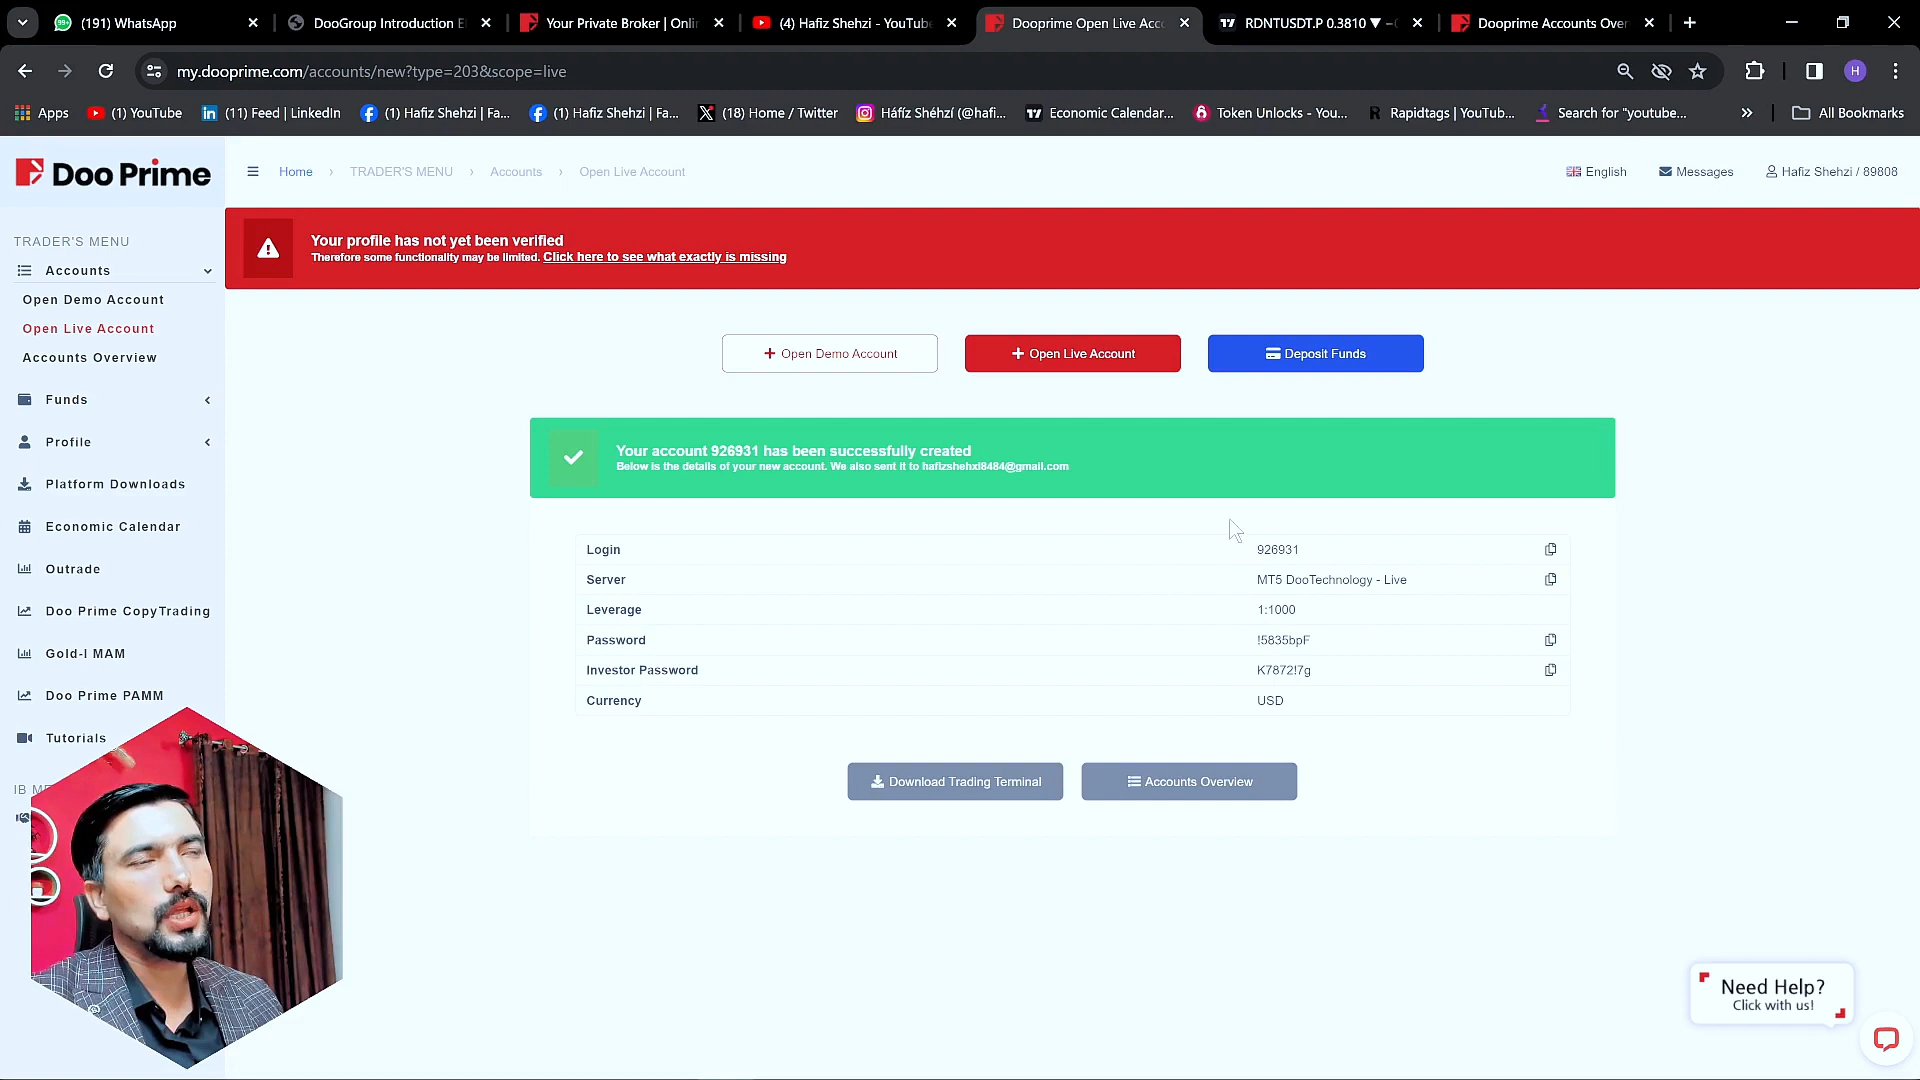 (191) WhatsApp
DooGroup Introduction E
Your Private Broker | Onli
(4) Hafiz Shehzi - YouTube
Dooprime Open Live Acc
RDNTUSDT.P 0.3810 ▼ −
Dooprime Accounts Over
my.dooprime.com/accounts/new?type=203&scope=live
H
Apps
(1) YouTube
(11) Feed | LinkedIn
(1) Hafiz Shehzi | Fa...
(1) Hafiz Shehzi | Fa...
(18) Home / Twitter
Háfíz Shéhzí (@hafi...
Economic Calendar...
Token Unlocks - You...
Rapidtags | YouTub...
Search for "youtube...
All Bookmarks
Doo Prime
Home
TRADER'S MENU
Accounts
Open Live Account
English
Messages
Hafiz Shehzi / 89808
TRADER'S MENU
Accounts
Open Demo Account
Open Live Account
Accounts Overview
Funds
Profile
Platform Downloads
Economic Calendar
Outrade
Doo Prime CopyTrading
Gold-I MAM
Doo Prime PAMM
Tutorials
IB ME
Your profile has not yet been verified
Therefore some functionality may be limited. Click here to see what exactly is missing
Open Demo Account
Open Live Account
Deposit Funds
Your account 926931 has been successfully created
Below is the details of your new account. We also sent it to hafizshehxi8484@gmail.com
Login 926931
Server MT5 DooTechnology - Live
Leverage 1:1000
Password !5835bpF
Investor Password K7872!7g
Currency USD
Download Trading Terminal
Accounts Overview
Need Help?
Click with us!